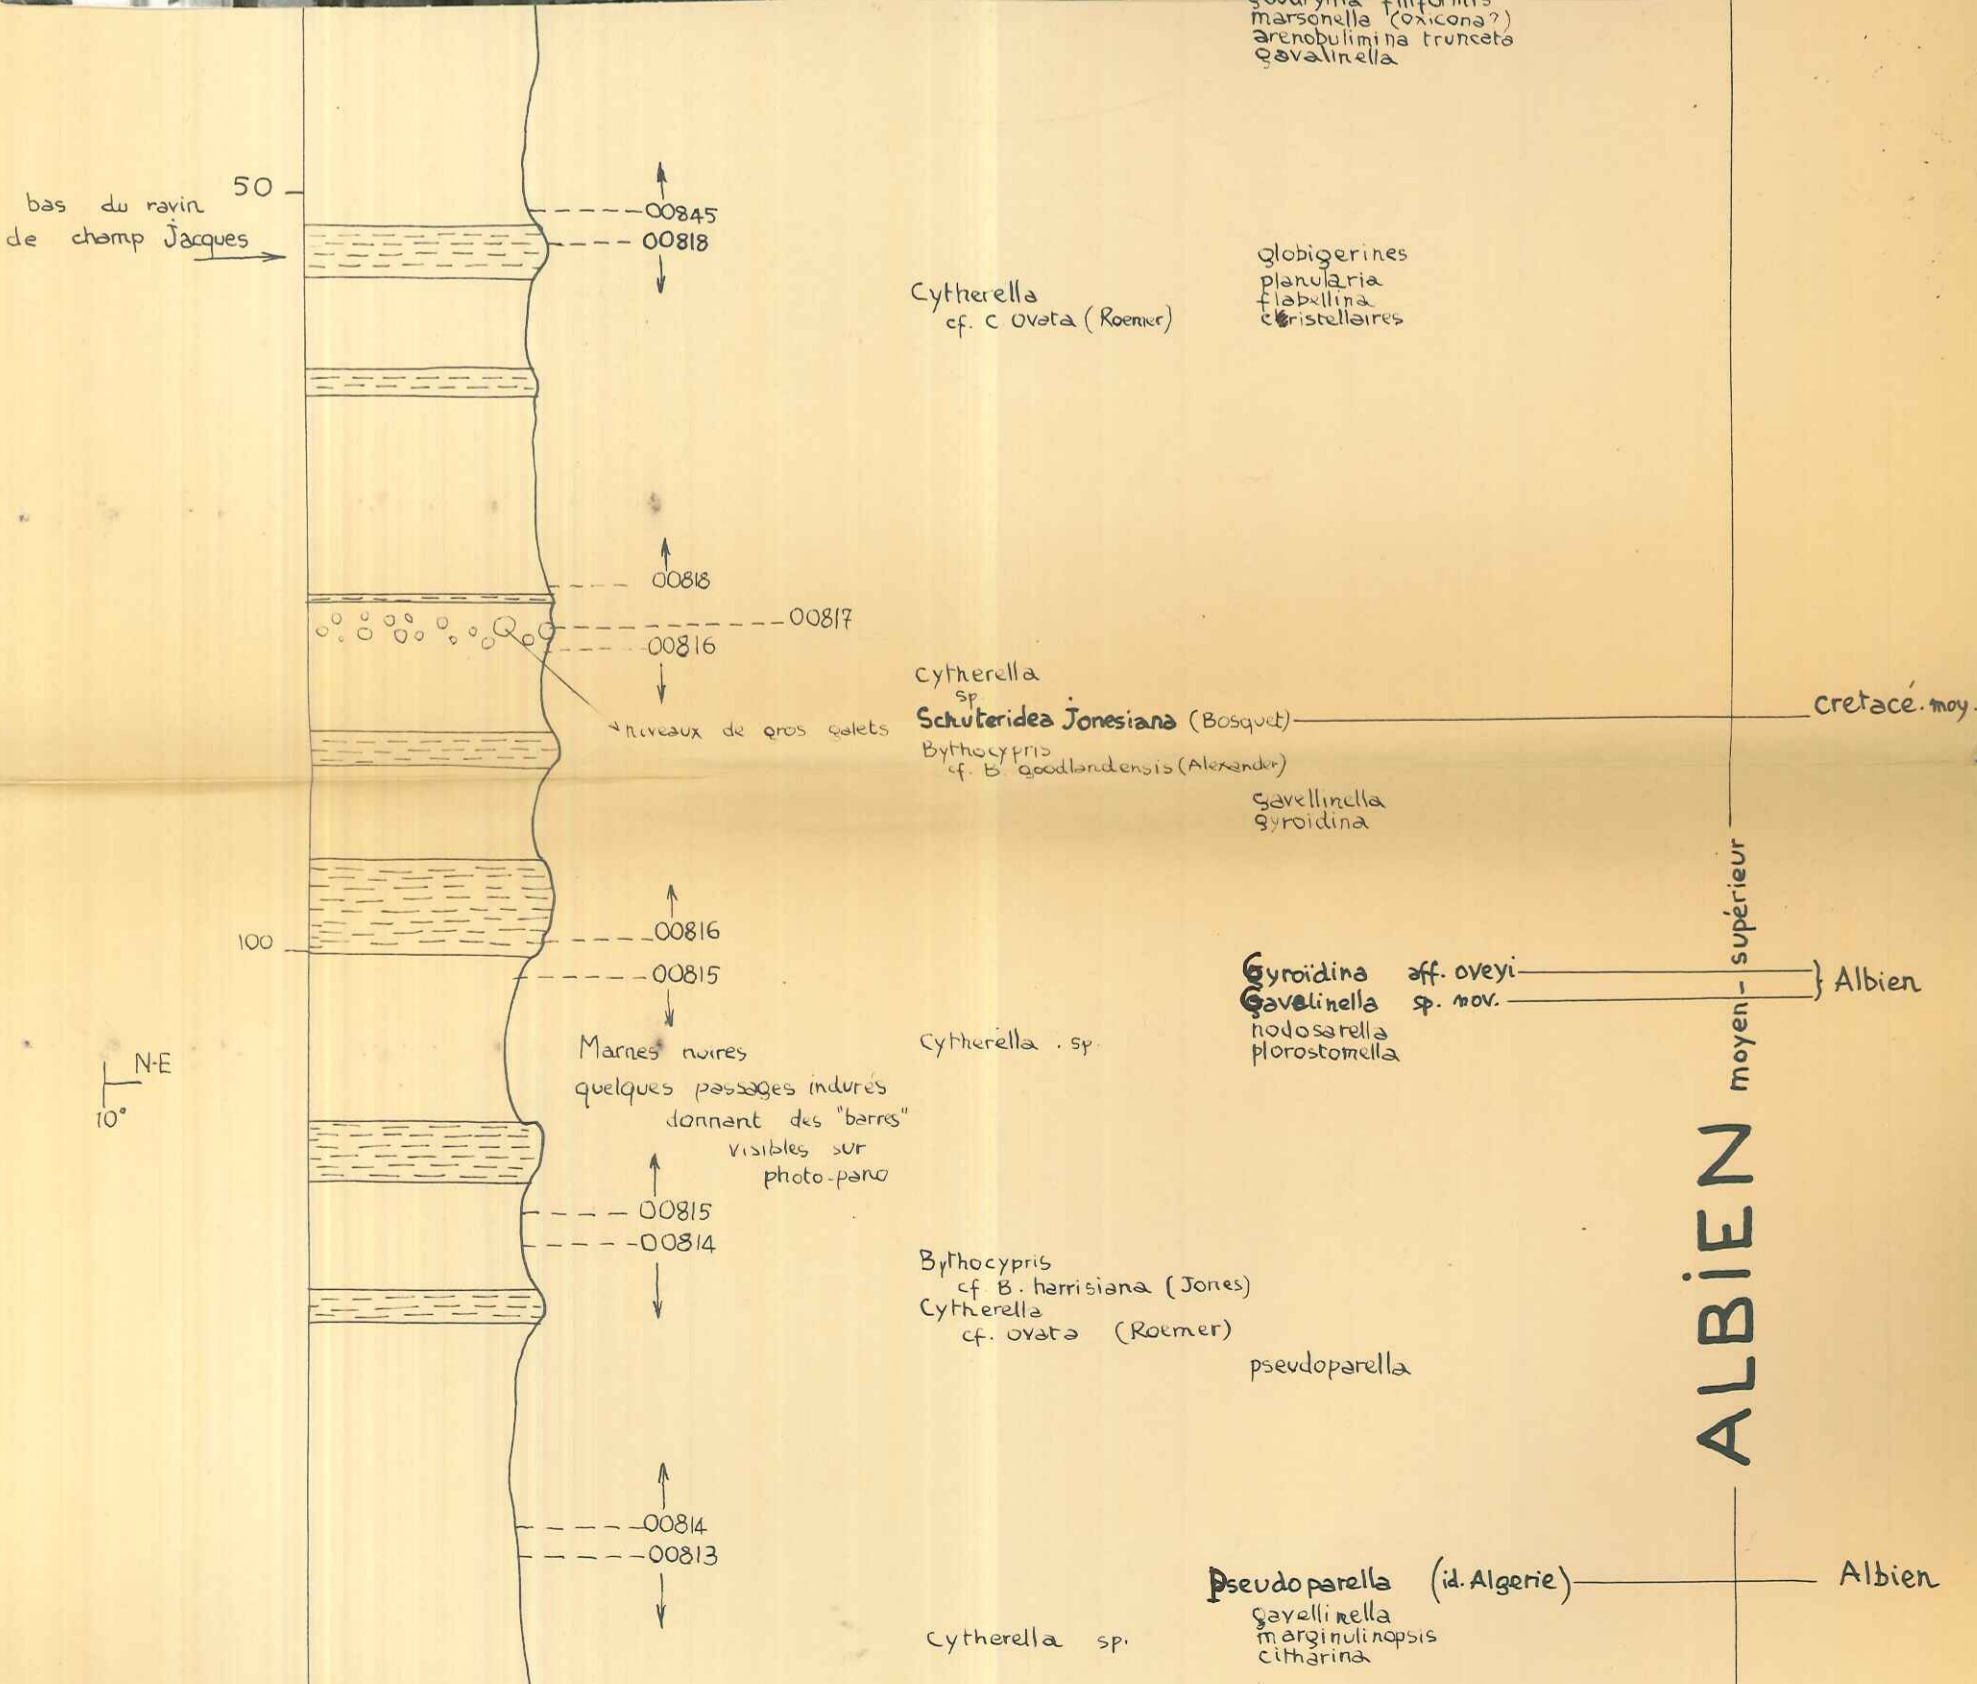 marsonella (oxicona?)
arenobulimina truncata
gavalinella
50
bas du ravin
de champ Jacques
00845
00818
globigerines
planularia
flabellina
cristellaires
Cytherella
cf. C ovata (Roemer)
00818
00817
00816
niveaux de gros galets
Cytherella
sp
Schuteridea Jonesiana (Bosquet)
cretacé.moy.
Bythocypris
cf. B goodlandensis (Alexander)
gavellinella
gyroidina
100
00816
00815
Gyroïdina aff. oveyi
Gavelinella sp. nov.
} Albien
nodosarella
plorostomella
Cytherella . sp.
Marnes noires
quelques passages indurés
donnant des "barres"
visibles sur
photo-pano
N-E
10°
00815
00814
Bythocypris
cf B. harrisiana (Jones)
Cytherella
cf. ovata (Roemer)
pseudoparella
ALBiEN moyen - supérieur
00814
00813
Pseudoparella (id. Algerie)
Albien
gavellinella
marginulinopsis
citharina
Cytherella sp.